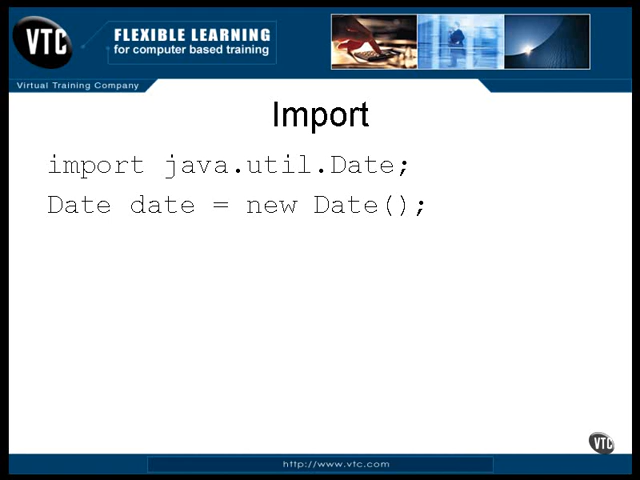 VTC
FLEXIBLE LEARNING
for computer based training
Virtual Training Company
Import
import java.util.Date;
Date date = new Date();
VTC
http://www.vtc.com